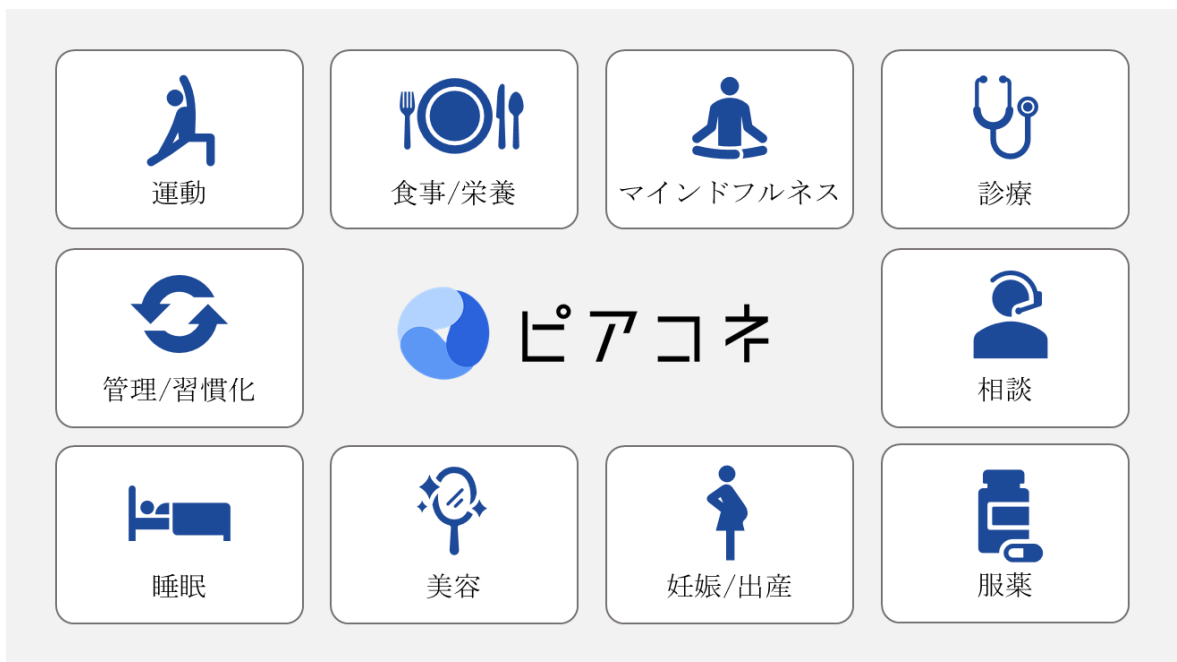 運動
食事/栄養
マインドフルネス
診療
管理/習慣化
ピアコネ
相談
睡眠
美容
妊娠/出産
服薬